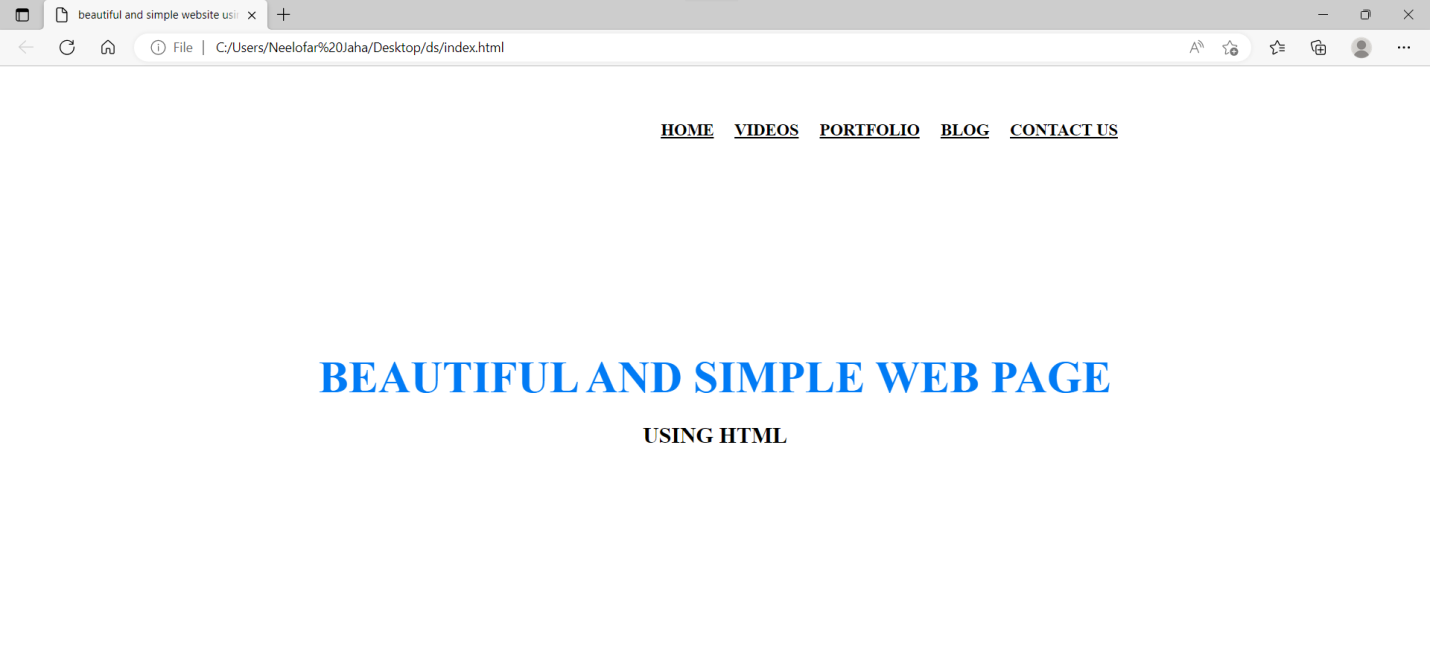 beautiful and simple website usi
File
C:/Users/Neelofar%20Jaha/Desktop/ds/index.html
HOME VIDEOS PORTFOLIO BLOG CONTACT US
BEAUTIFUL AND SIMPLE WEB PAGE
USING HTML